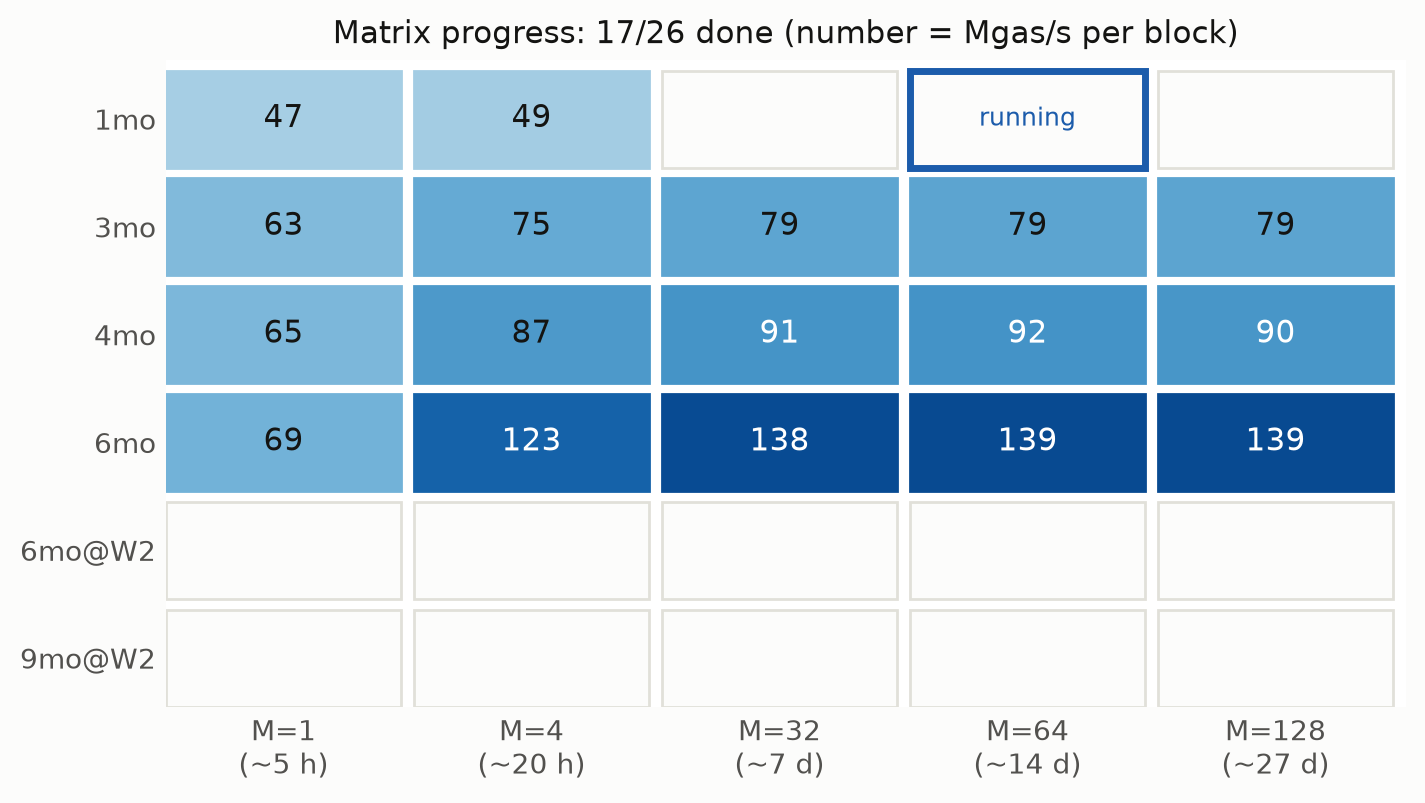 Matrix progress: 17/26 done (number = Mgas/s per block)
1mo 47 49 running
3mo 63 75 79 79 79
4mo 65 87 91 92 90
6mo 69 123 138 139 139
6mo@W2
9mo@W2
M=1 M=4 M=32 M=64 M=128
(~5 h) (~20 h) (~7 d) (~14 d) (~27 d)